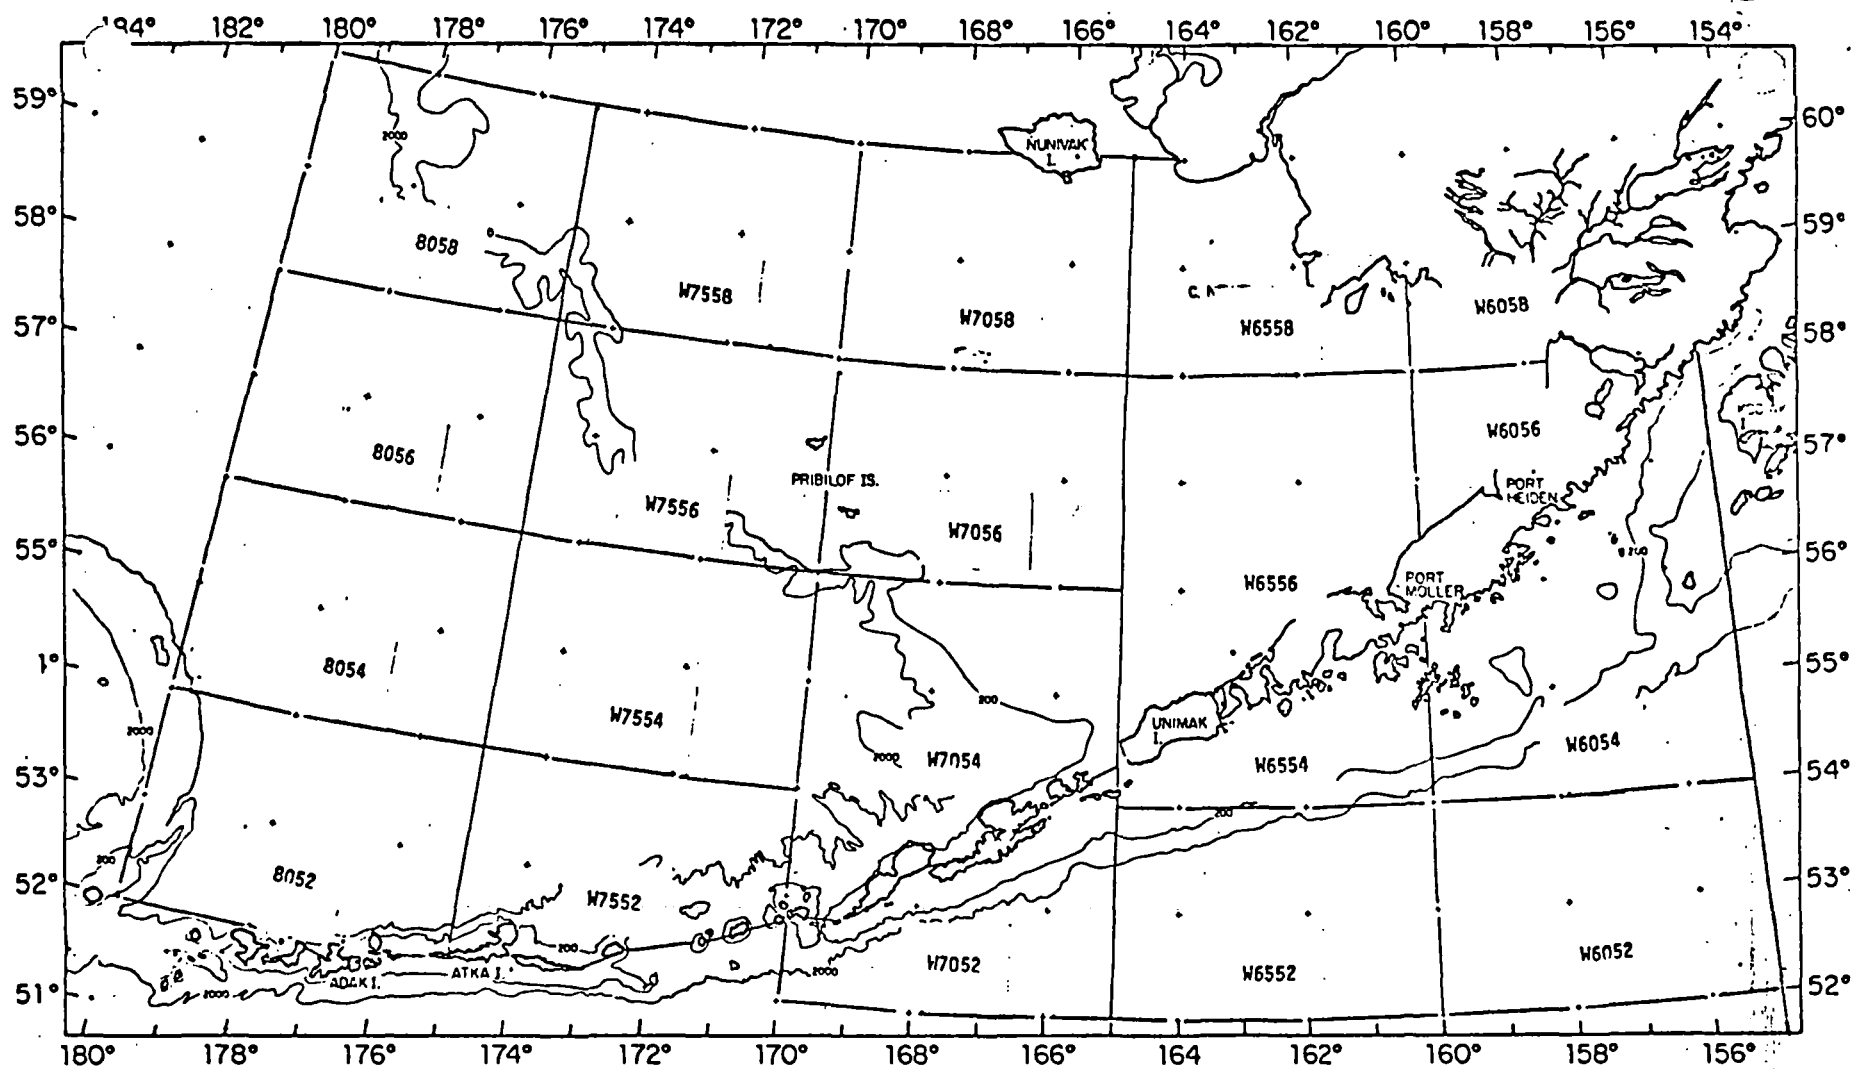 184 182° 180° 178° 176° 174° 172° 170° 168° 166° 164° 162° 160° 158° 156° 154°
59°
60°
2000
NUNIVAK
I.
58°
59°
8058
W7558
W7058
W6558
W6058
57°
58°
56°
57°
8056
W6056
PRIBILOF IS.
W7556
W7056
PORT
HEIDEN
55°
56°
200
W6556
PORT
MOLLER
1°
55°
8054
W7554
200
UNIMAK
I.
2000
2000
W7054
W6554
W6054
53°
54°
200
200
52°
53°
8052
W7552
200
W7052
W6552
W6052
ADAK I.
ATKA I.
2000
2000
51°
52°
180° 178° 176° 174° 172° 170° 168° 166° 164° 162° 160° 158° 156°